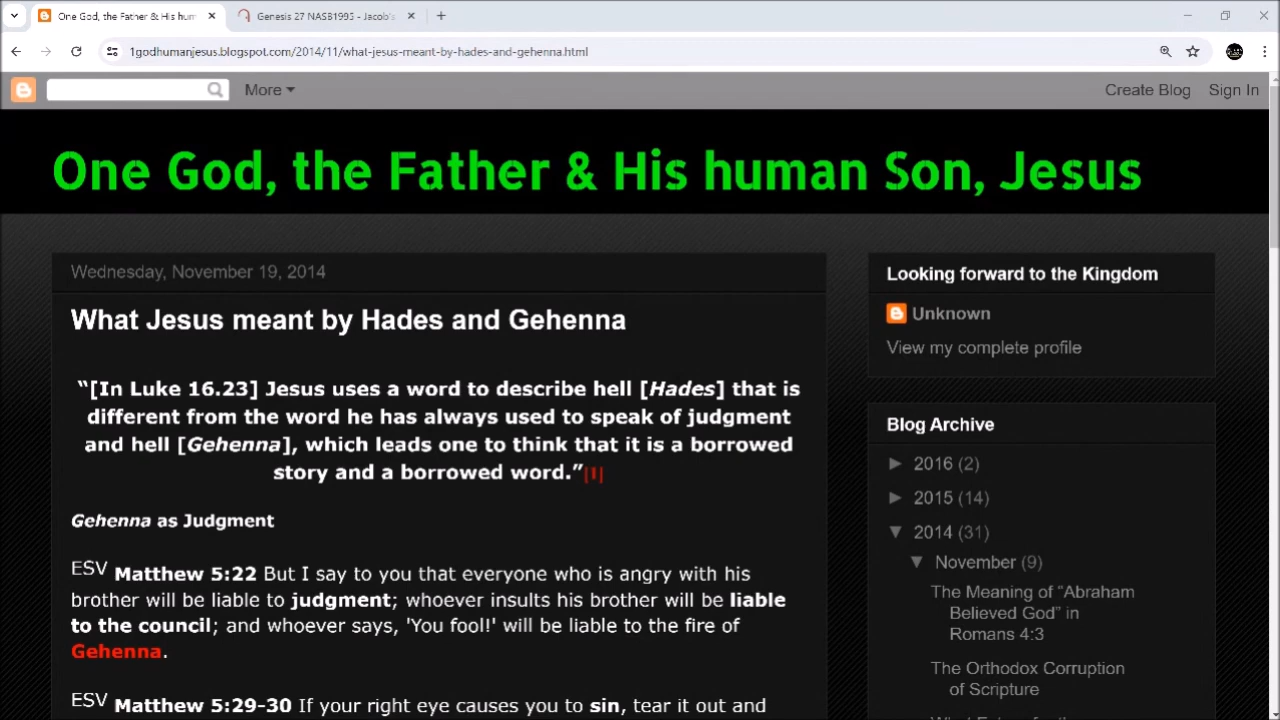 One God, the Father & His hum
Genesis 27 NASB1995 - Jacob's
1godhumanjesus.blogspot.com/2014/11/what-jesus-meant-by-hades-and-gehenna.html
More
Create Blog
Sign In
One God, the Father & His human Son, Jesus
Wednesday, November 19, 2014
What Jesus meant by Hades and Gehenna
“[In Luke 16.23] Jesus uses a word to describe hell [Hades] that is
different from the word he has always used to speak of judgment
and hell [Gehenna], which leads one to think that it is a borrowed
story and a borrowed word.”[1]
Gehenna as Judgment
ESV Matthew 5:22 But I say to you that everyone who is angry with his
brother will be liable to judgment; whoever insults his brother will be liable
to the council; and whoever says, 'You fool!' will be liable to the fire of
Gehenna.
ESV Matthew 5:29-30 If your right eye causes you to sin, tear it out and
Looking forward to the Kingdom
Unknown
View my complete profile
Blog Archive
► 2016 (2)
► 2015 (14)
▼ 2014 (31)
▼ November (9)
The Meaning of “Abraham
Believed God” in
Romans 4:3
The Orthodox Corruption
of Scripture